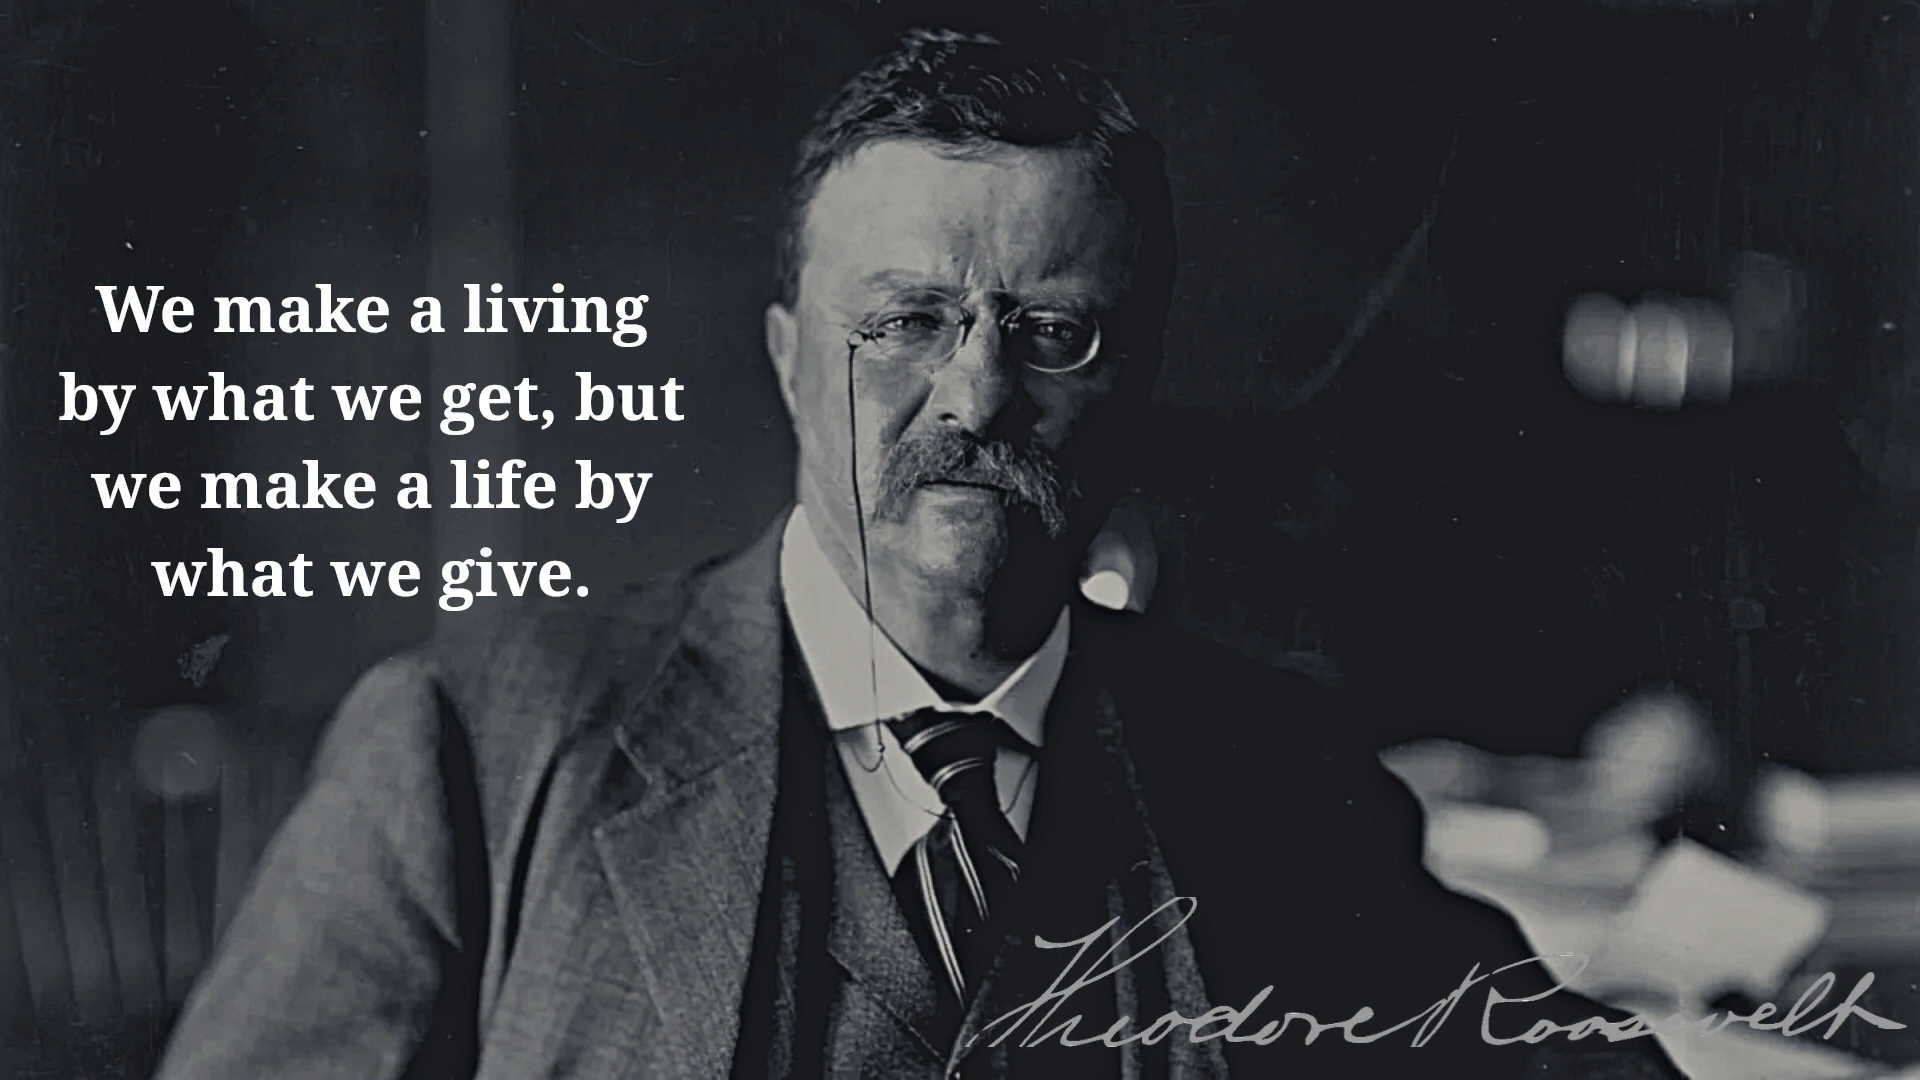 We make a living
by what we get, but
we make a life by
what we give.
Theodore Roosevelt